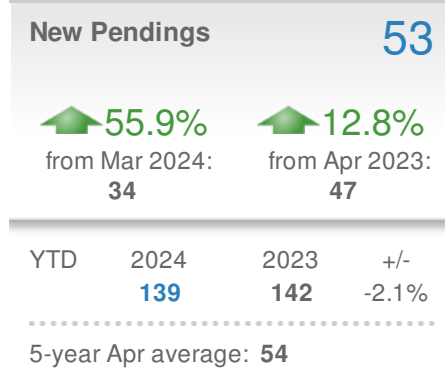 New Pendings 53
55.9% 12.8%
from Mar 2024: from Apr 2023:
34 47
YTD 2024 2023 +/-
139 142 -2.1%
5-year Apr average: 54